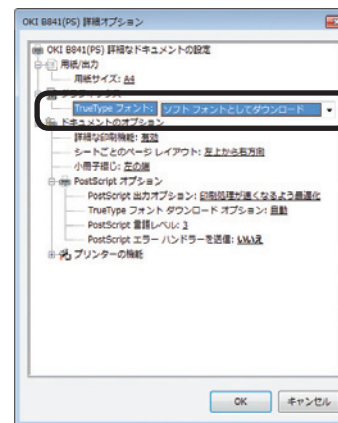 OKI B841(PS) 詳細オプション
OKI B841(PS) 詳細なドキュメントの設定
用紙/出力
用紙サイズ: A4
TrueType フォント: ソフト フォントとしてダウンロード
ドキュメントのオプション
詳細な印刷機能: 有効
シートごとのページ レイアウト: 左上から右方向
小冊子綴じ: 左の端
PostScript オプション
PostScript 出力オプション: 印刷処理が速くなるよう最適化
TrueType フォント ダウンロード オプション: 自動
PostScript 言語レベル: 3
PostScript エラー ハンドラーを送信: いいえ
プリンターの機能
OK キャンセル